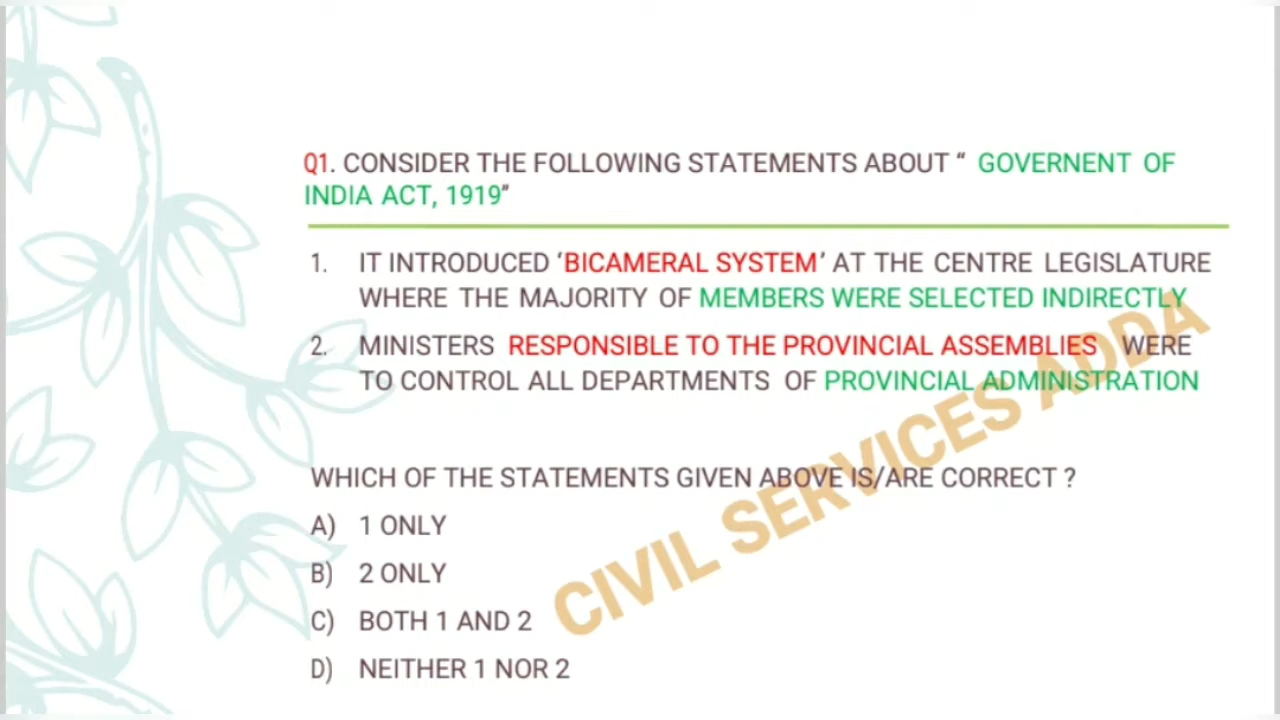 Q1. CONSIDER THE FOLLOWING STATEMENTS ABOUT “ GOVERNENT OF
INDIA ACT, 1919”
1. IT INTRODUCED ‘BICAMERAL SYSTEM’ AT THE CENTRE LEGISLATURE
WHERE THE MAJORITY OF MEMBERS WERE SELECTED INDIRECTLY
2. MINISTERS RESPONSIBLE TO THE PROVINCIAL ASSEMBLIES WERE
TO CONTROL ALL DEPARTMENTS OF PROVINCIAL ADMINISTRATION
WHICH OF THE STATEMENTS GIVEN ABOVE IS/ARE CORRECT ?
A) 1 ONLY
B) 2 ONLY
C) BOTH 1 AND 2
D) NEITHER 1 NOR 2
CIVIL SERVICES ADDA